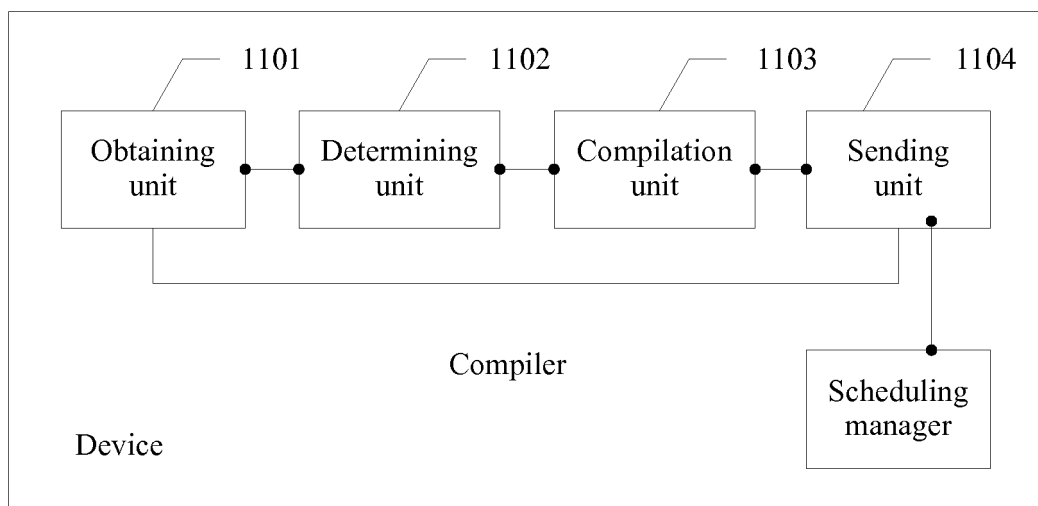 1101
1102
1103
1104
Obtaining
unit
Determining
unit
Compilation
unit
Sending
unit
Compiler
Scheduling
manager
Device